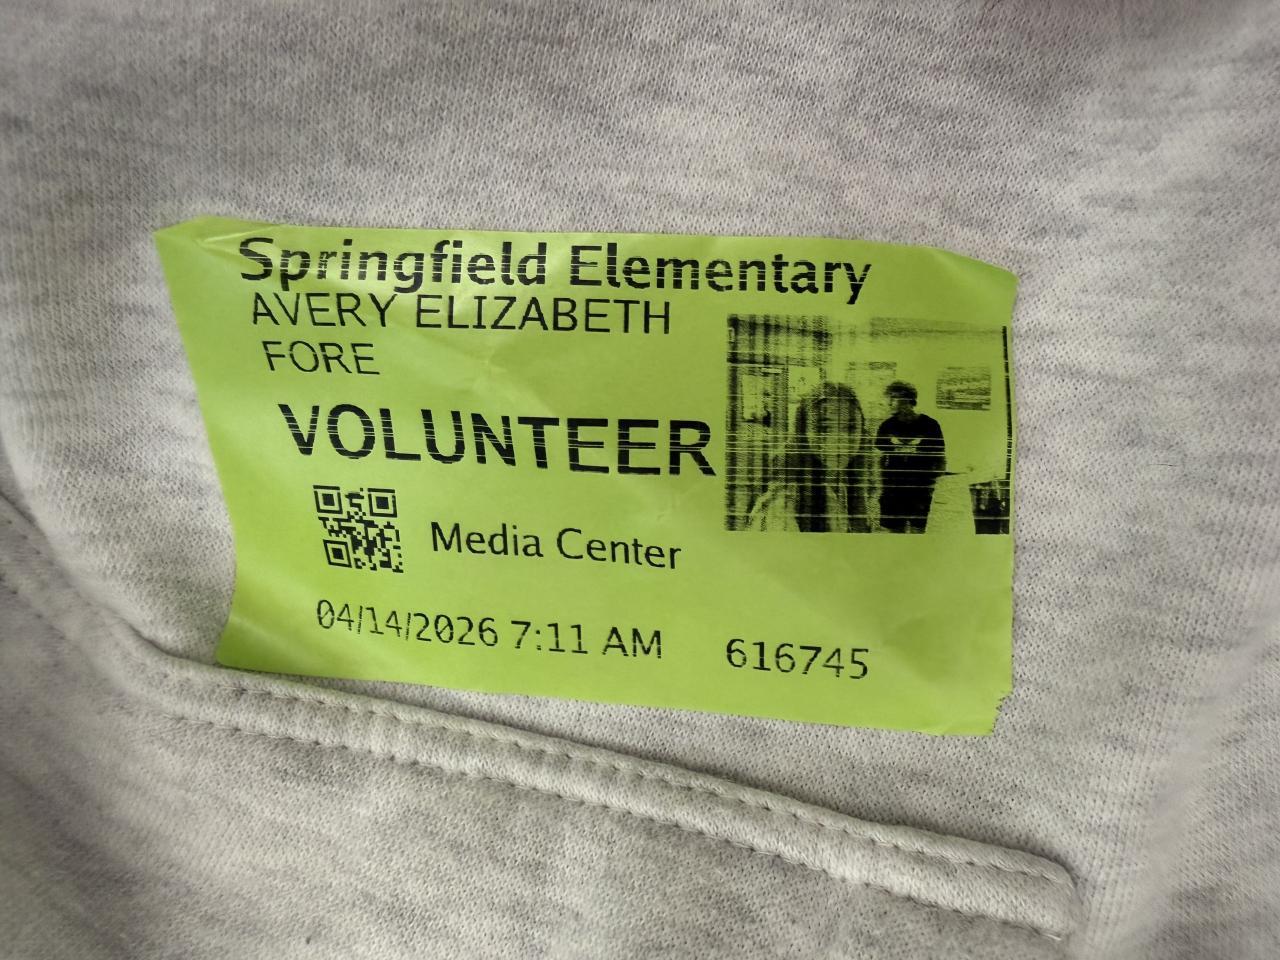 Springfield Elementary
AVERY ELIZABETH
FORE
VOLUNTEER
Media Center
04/14/2026 7:11 AM 616745